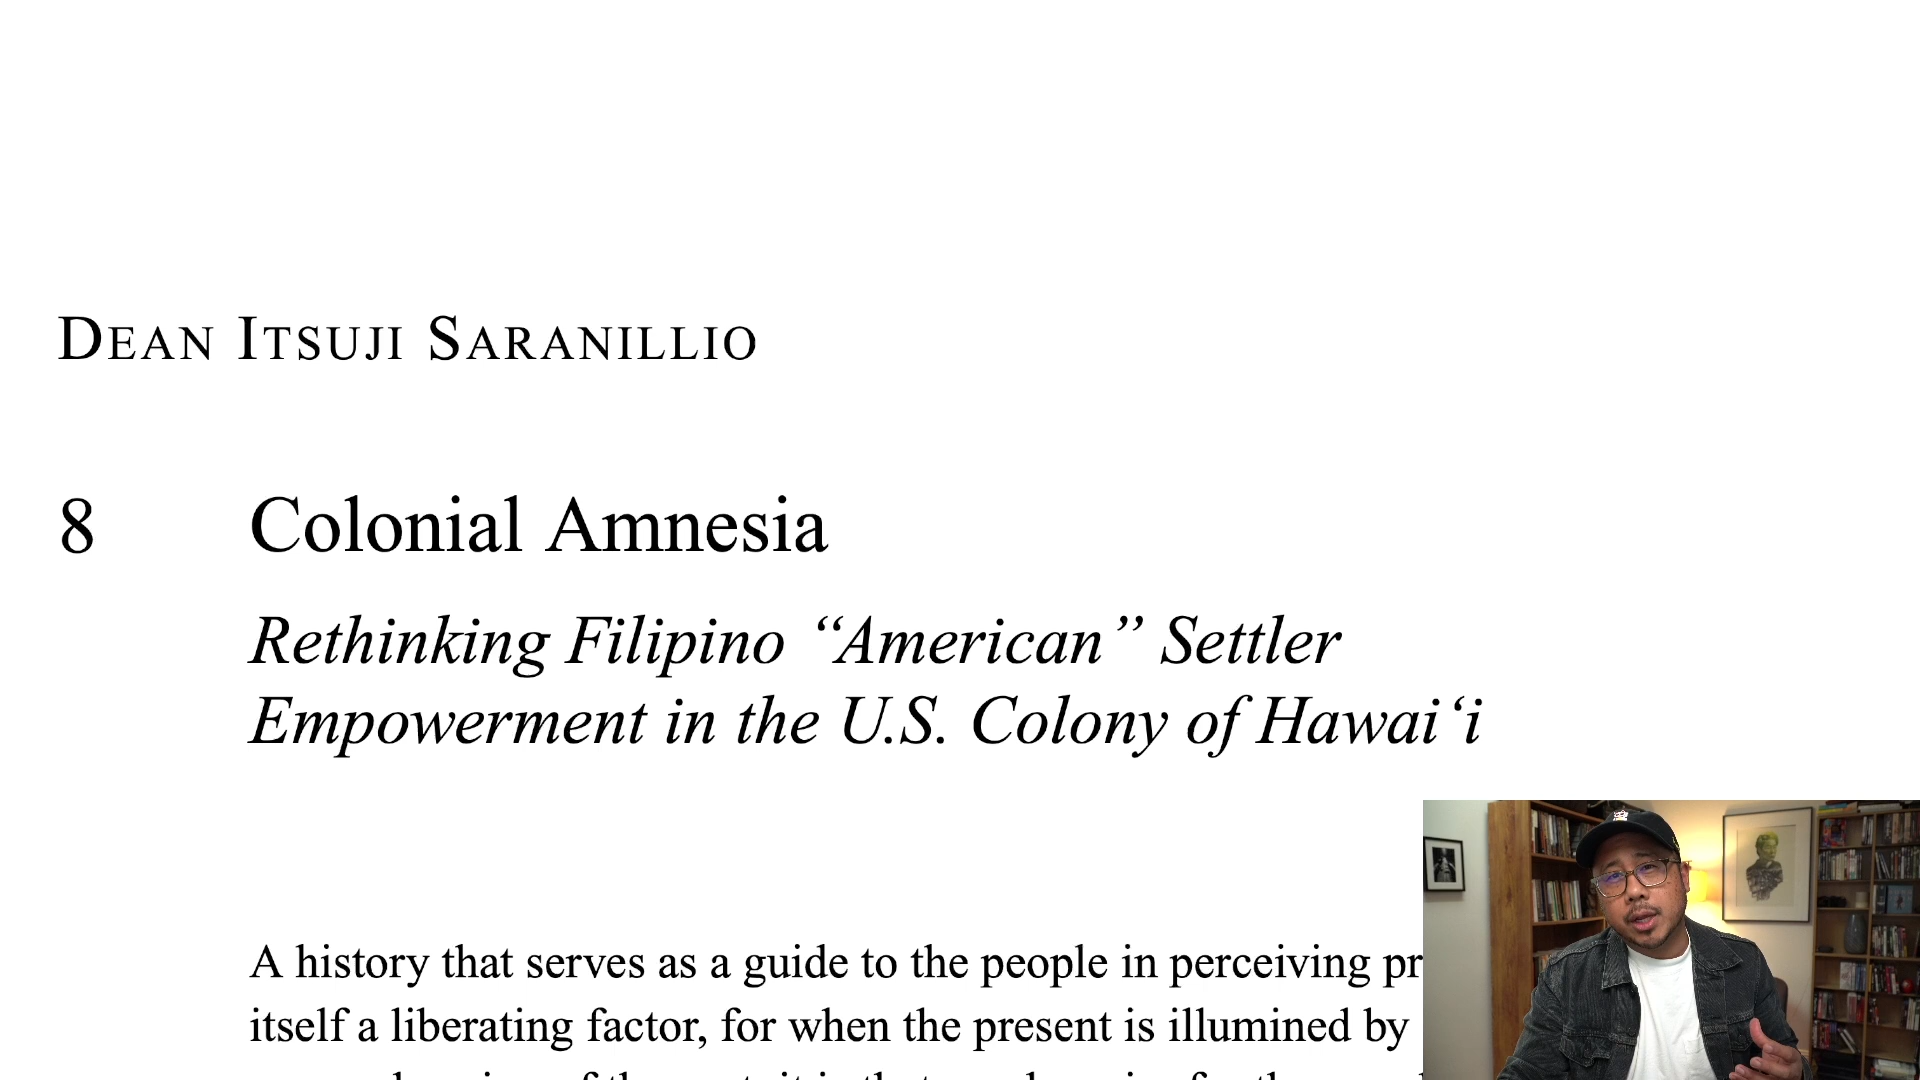 DEAN ITSUJI SARANILLIO
8 Colonial Amnesia
Rethinking Filipino “American” Settler
Empowerment in the U.S. Colony of Hawai‘i
A history that serves as a guide to the people in perceiving
itself a liberating factor, for when the present is illumined by